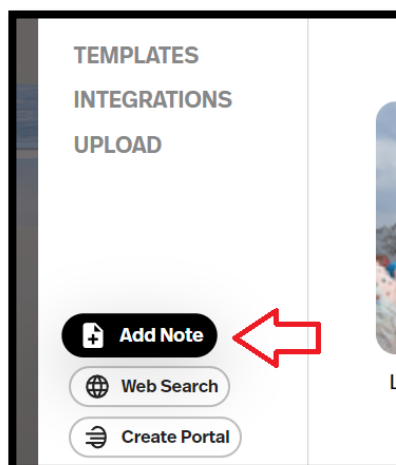 TEMPLATES
INTEGRATIONS
UPLOAD
Add Note
Web Search
Create Portal